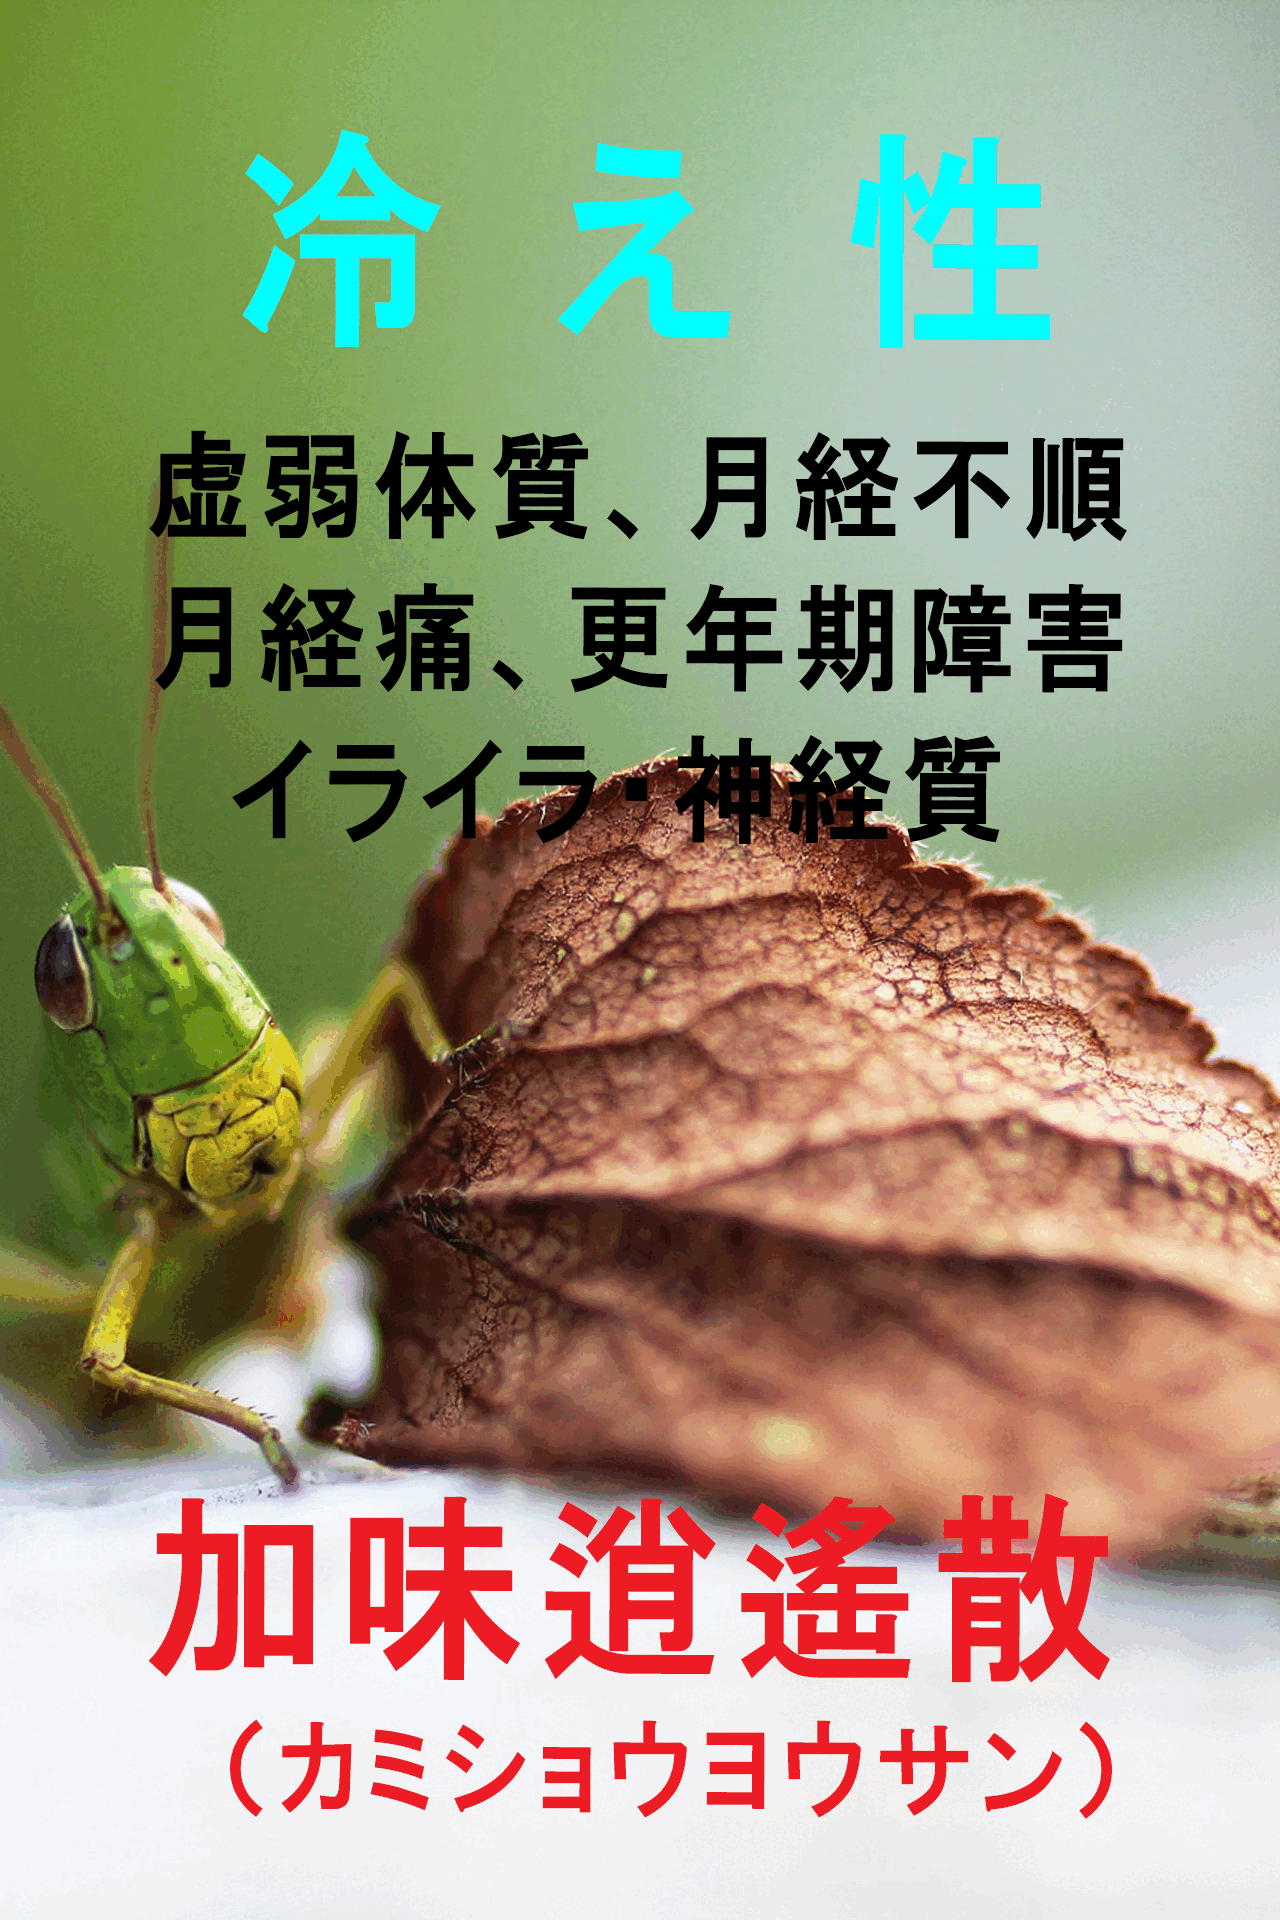 冷え性
虚弱体質、月経不順
月経痛、更年期障害
イライラ・神経質
加味逍遙散
（カミショウヨウサン）